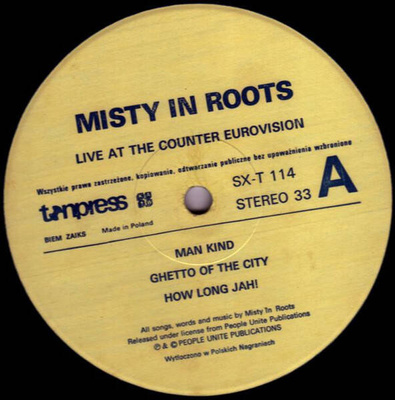 MISTY IN ROOTS
LIVE AT THE COUNTER EUROVISION
Wszystkie prawa zastrzeżone, kopiowanie, odtwarzanie publiczne bez upoważnienia wzbronione
tonpress
SX-T 114
STEREO 33
A
BIEM ZAIKS Made in Poland
MAN KIND
GHETTO OF THE CITY
HOW LONG JAH!
All songs, words and music by Misty In Roots
Released under license from People Unite Publications
℗ & © PEOPLE UNITE PUBLICATIONS
Wytłoczono w Polskich Nagraniach